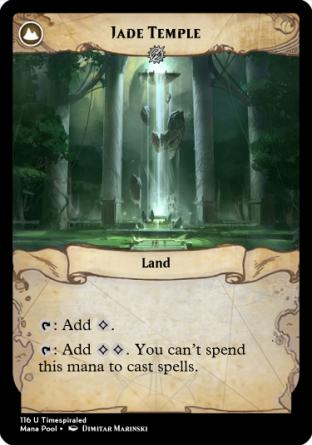 JADE TEMPLE
Land
: Add .
: Add . You can't spend
this mana to cast spells.
116 U Timespiraled
Mana Pool • DIMITAR MARINSKI